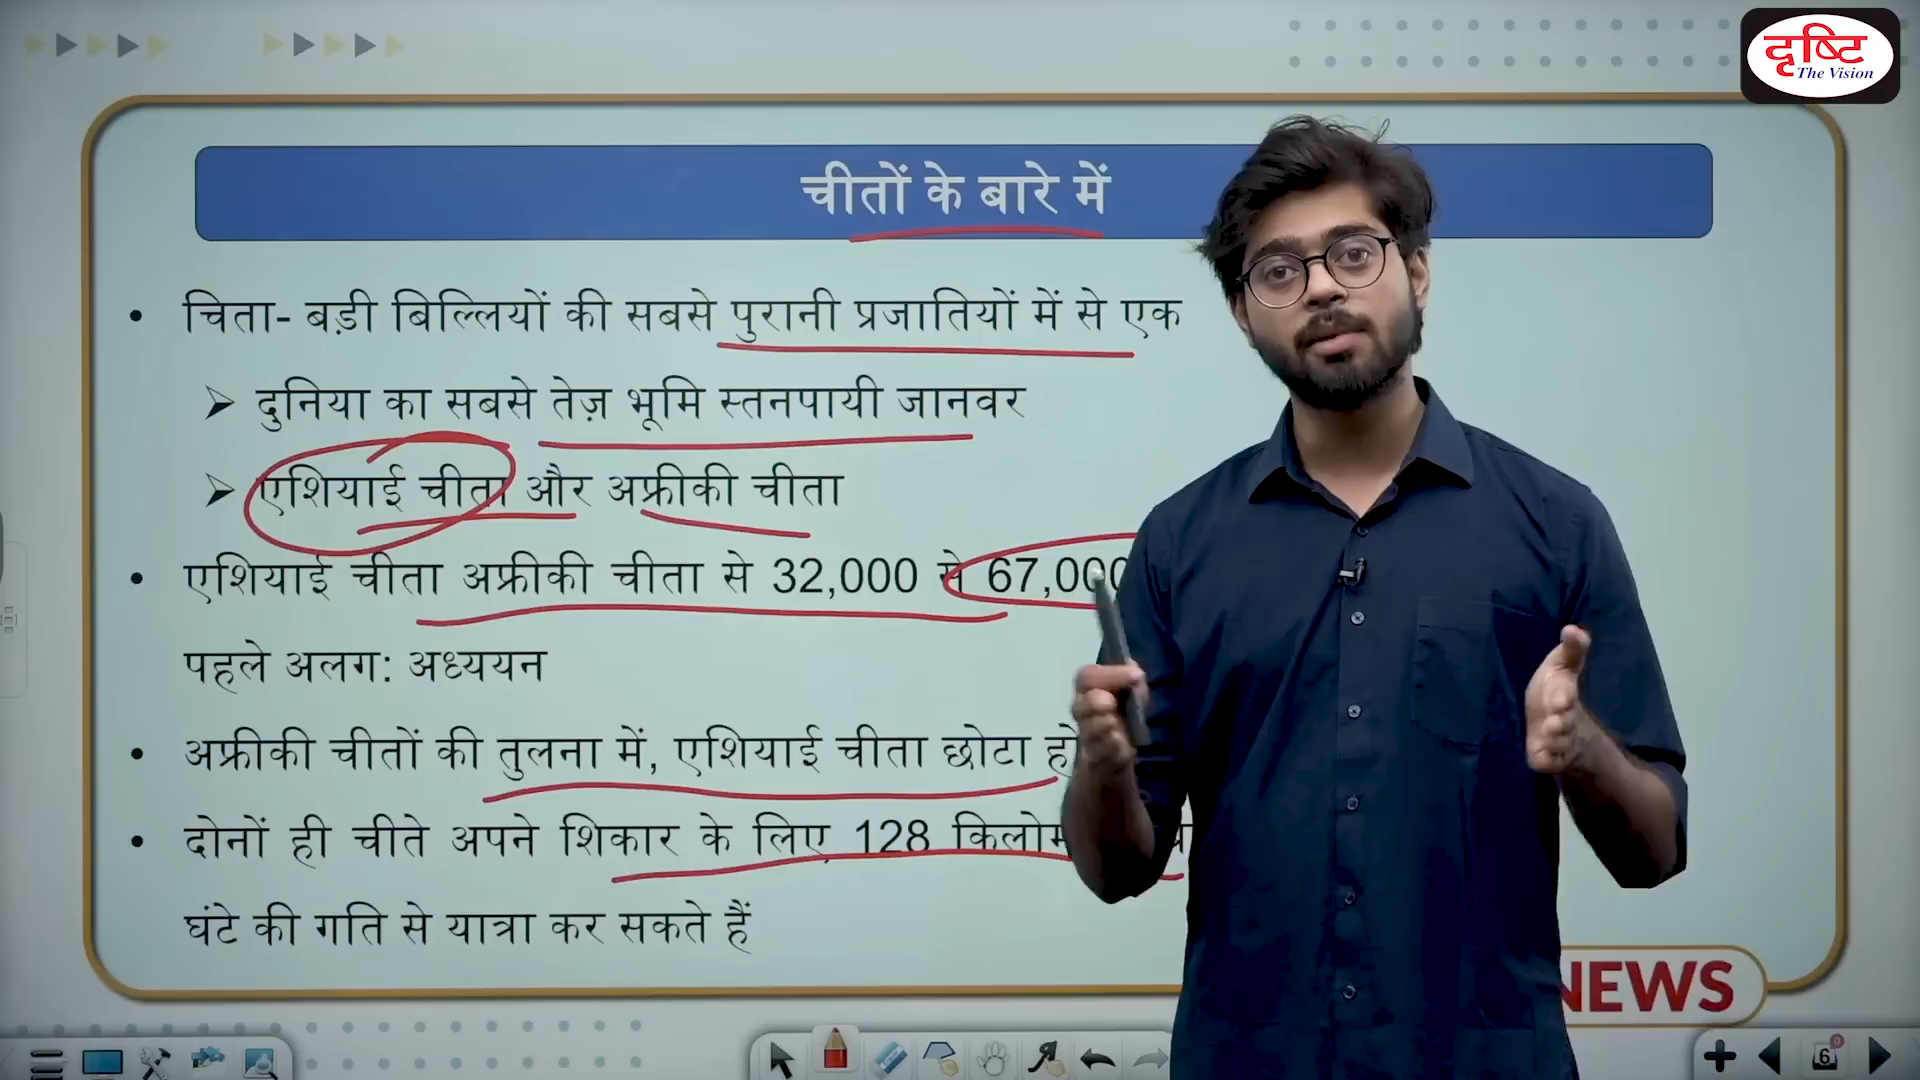 दृष्टि
The Vision
चीतों के बारे में
• चिता- बड़ी बिल्लियों की सबसे पुरानी प्रजातियों में से एक
➢ दुनिया का सबसे तेज़ भूमि स्तनपायी जानवर
➢ एशियाई चीता और अफ्रीकी चीता
• एशियाई चीता अफ्रीकी चीता से 32,000 से 67,000
पहले अलग: अध्ययन
• अफ्रीकी चीतों की तुलना में, एशियाई चीता छोटा
• दोनों ही चीते अपने शिकार के लिए 128
घंटे की गति से यात्रा कर सकते हैं
NEWS
6